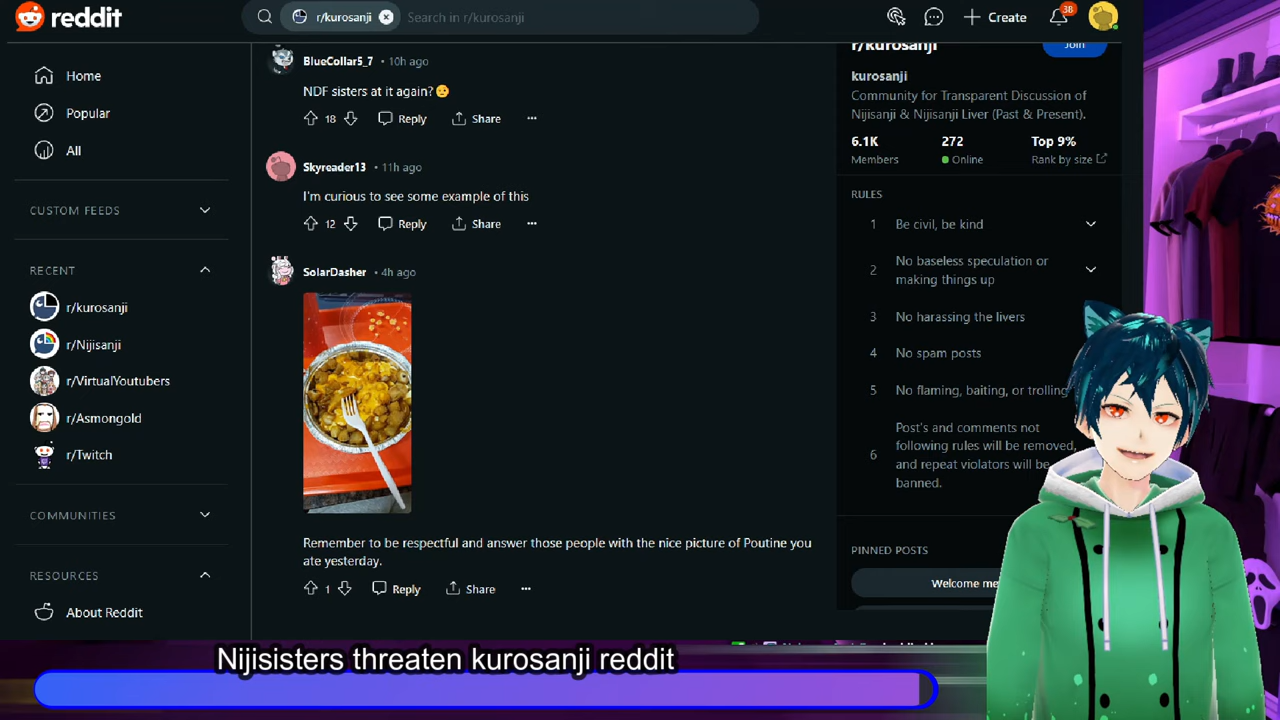 reddit
r/kurosanji
Search in r/kurosanji
Create
38
Home
Popular
All
CUSTOM FEEDS
RECENT
r/kurosanji
r/Nijisanji
r/VirtualYoutubers
r/Asmongold
r/Twitch
COMMUNITIES
RESOURCES
About Reddit
BlueCollar5_7 • 10h ago
NDF sisters at it again?
18 Reply Share
Skyreader13 • 11h ago
I'm curious to see some example of this
12 Reply Share
SolarDasher • 4h ago
Remember to be respectful and answer those people with the nice picture of Poutine you
ate yesterday.
1 Reply Share
r/kurosanji
Join
kurosanji
Community for Transparent Discussion of
Nijisanji & Nijisanji Liver (Past & Present).
6.1K 272 Top 9%
Members Online Rank by size
RULES
1 Be civil, be kind
2 No baseless speculation or
making things up
3 No harassing the livers
4 No spam posts
5 No flaming, baiting, or trolling
6 Post's and comments not
following rules will be removed,
and repeat violators will be
banned.
PINNED POSTS
Welcome me
Nijisisters threaten kurosanji reddit